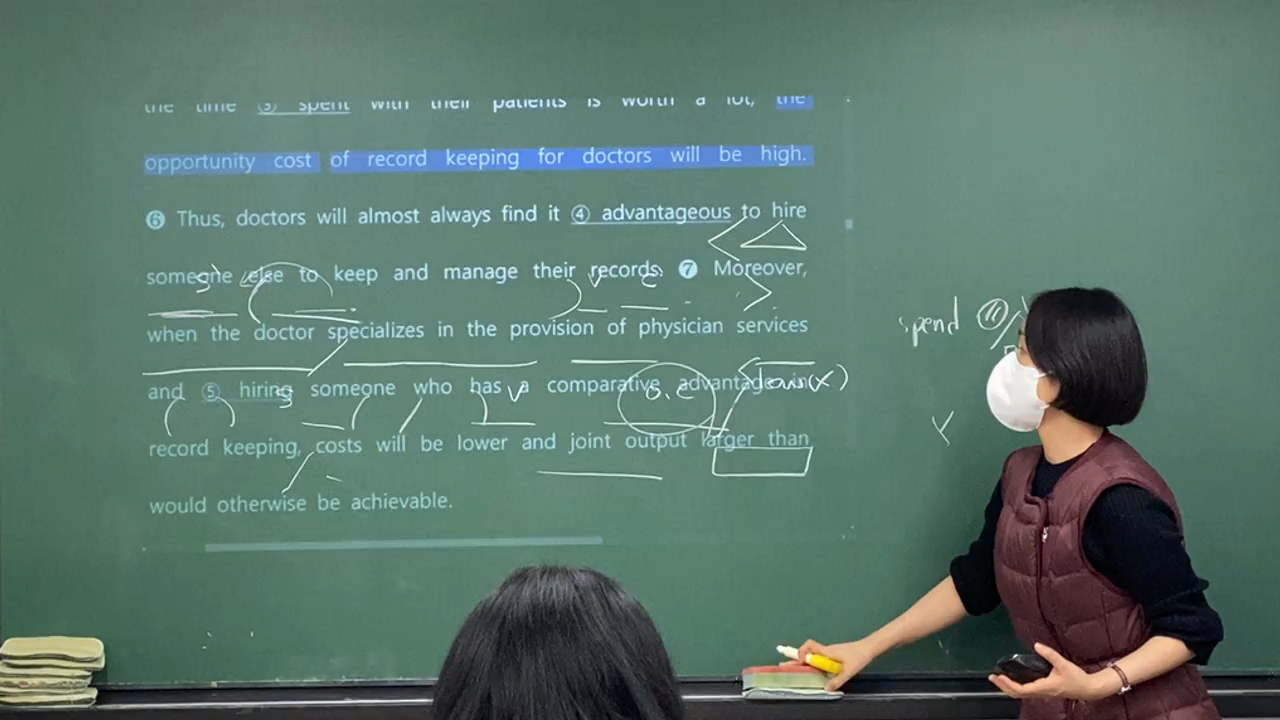 the time ③ spent with their patients is worth a lot, the
opportunity cost of record keeping for doctors will be high.
❻ Thus, doctors will almost always find it ④ advantageous to hire
someone else to keep and manage their records. ❼ Moreover,
when the doctor specializes in the provision of physician services
and ⑤ hiring someone who has a comparative advantage in
record keeping, costs will be lower and joint output larger than
would otherwise be achievable.
S
V
spend
S
V
O.C